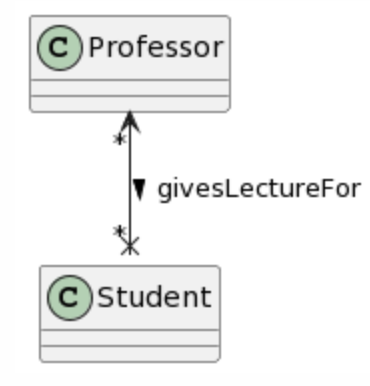 C Professor
*
givesLectureFor
*
C Student